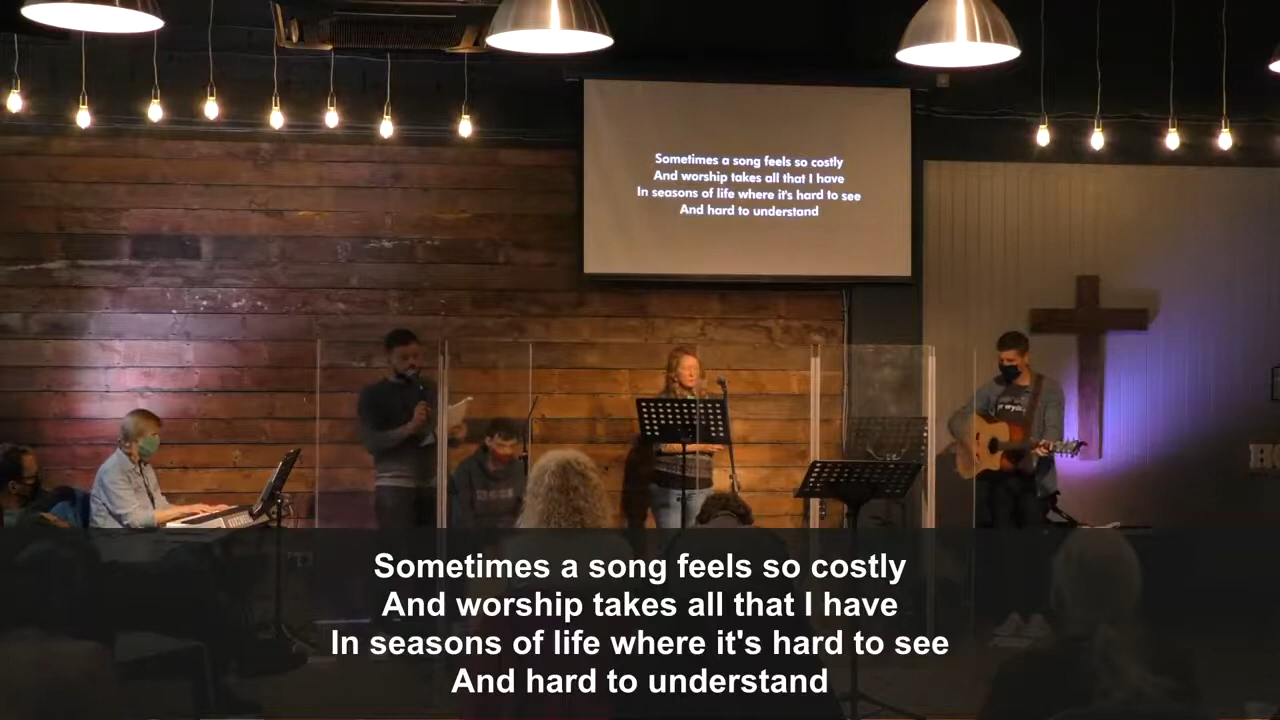 Sometimes a song feels so costly
And worship takes all that I have
In seasons of life where it's hard to see
And hard to understand
Sometimes a song feels so costly
And worship takes all that I have
In seasons of life where it's hard to see
And hard to understand